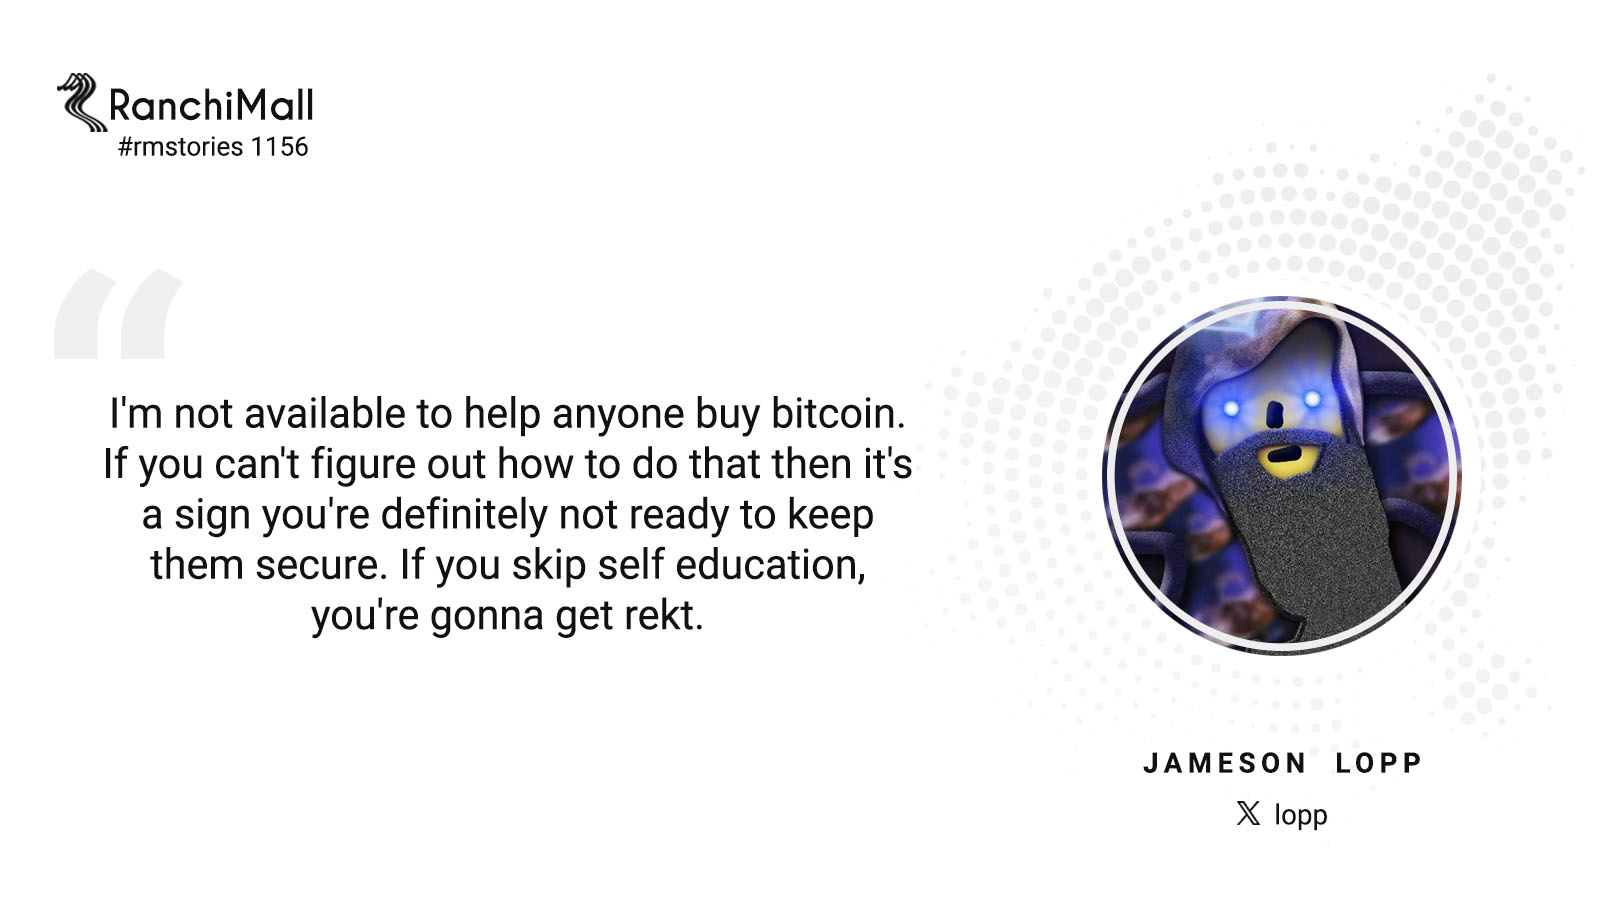 RanchiMall
#rmstories 1156
“
I'm not available to help anyone buy bitcoin.
If you can't figure out how to do that then it's
a sign you're definitely not ready to keep
them secure. If you skip self education,
you're gonna get rekt.
JAMESON LOPP
𝕏 lopp